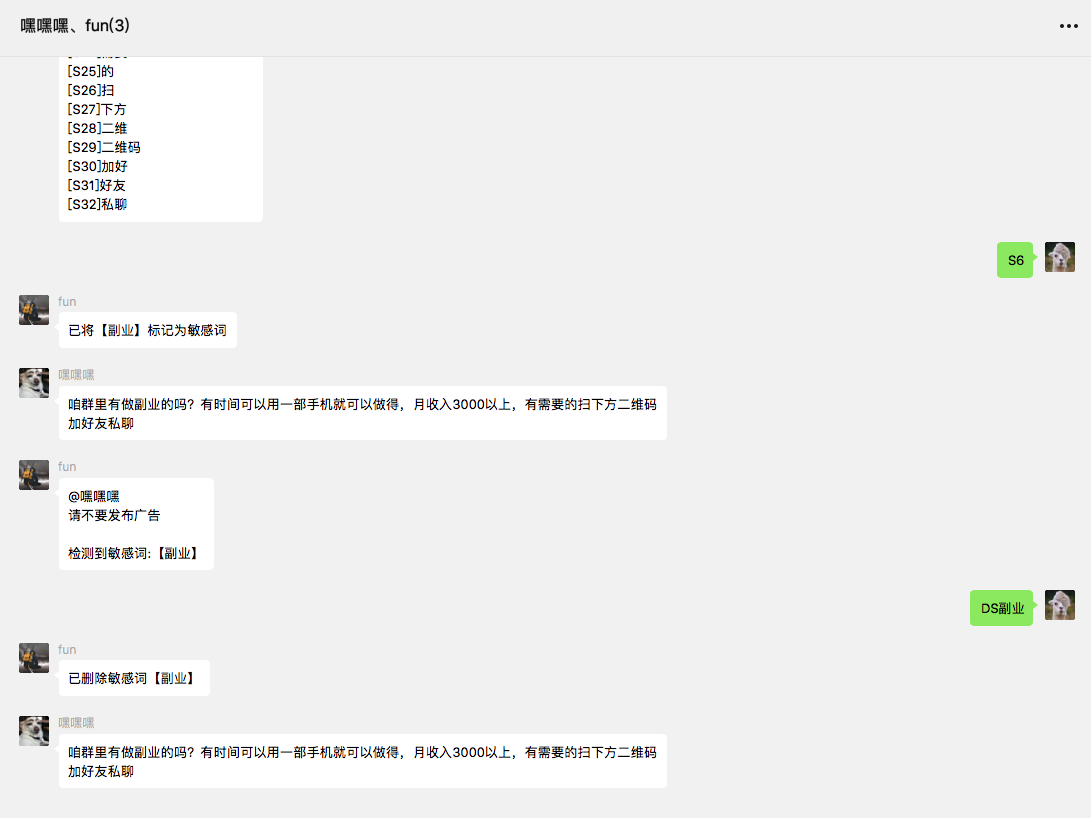 嘿嘿嘿、fun(3)
[S25]的
[S26]扫
[S27]下方
[S28]二维
[S29]二维码
[S30]加好
[S31]好友
[S32]私聊
S6
fun
已将【副业】标记为敏感词
嘿嘿嘿
咱群里有做副业的吗？有时间可以用一部手机就可以做得，月收入3000以上，有需要的扫下方二维码
加好友私聊
fun
@嘿嘿嘿
请不要发布广告
检测到敏感词:【副业】
DS副业
fun
已删除敏感词【副业】
嘿嘿嘿
咱群里有做副业的吗？有时间可以用一部手机就可以做得，月收入3000以上，有需要的扫下方二维码
加好友私聊